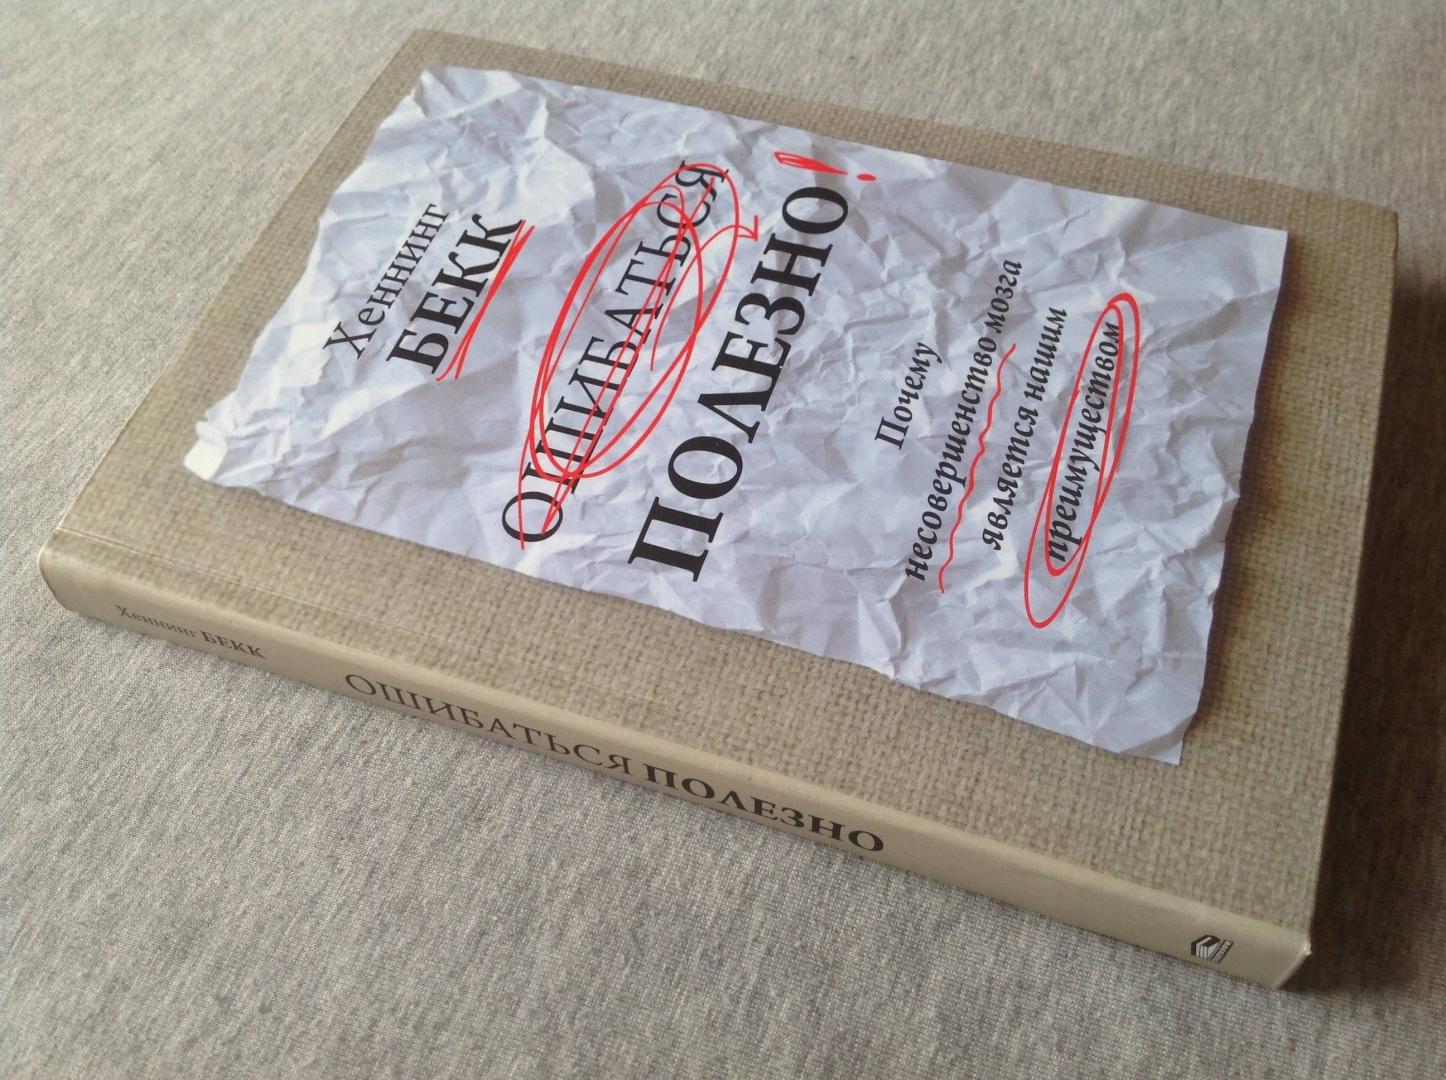 Хеннинг
БЕКК
ОШИБАТЬСЯ
ПОЛЕЗНО!
Почему
несовершенство мозга
является нашим
преимуществом
Хеннинг БЕКК
ОШИБАТЬСЯ ПОЛЕЗНО